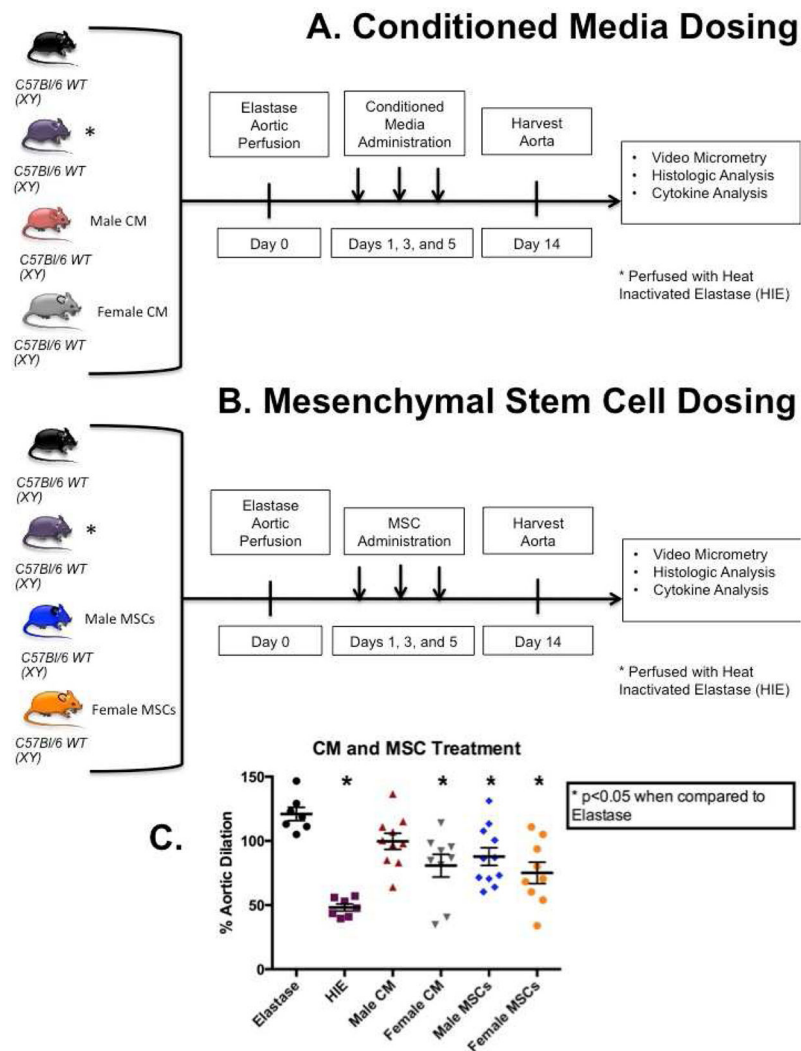 A. Conditioned Media Dosing
C57Bl/6 WT
(XY)
*
C57Bl/6 WT
(XY)
Male CM
C57Bl/6 WT
(XY)
Female CM
C57Bl/6 WT
(XY)
Elastase
Aortic
Perfusion
Conditioned
Media
Administration
Harvest
Aorta
Day 0
Days 1, 3, and 5
Day 14
• Video Micrometry
• Histologic Analysis
• Cytokine Analysis
* Perfused with Heat
Inactivated Elastase (HIE)
B. Mesenchymal Stem Cell Dosing
C57Bl/6 WT
(XY)
*
C57Bl/6 WT
(XY)
Male MSCs
C57Bl/6 WT
(XY)
Female MSCs
C57Bl/6 WT
(XY)
Elastase
Aortic
Perfusion
MSC
Administration
Harvest
Aorta
Day 0
Days 1, 3, and 5
Day 14
• Video Micrometry
• Histologic Analysis
• Cytokine Analysis
* Perfused with Heat
Inactivated Elastase (HIE)
C.
CM and MSC Treatment
% Aortic Dilation
150
100
50
0
* * * *
Elastase
HIE
Male CM
Female CM
Male MSCs
Female MSCs
* p<0.05 when compared to
Elastase